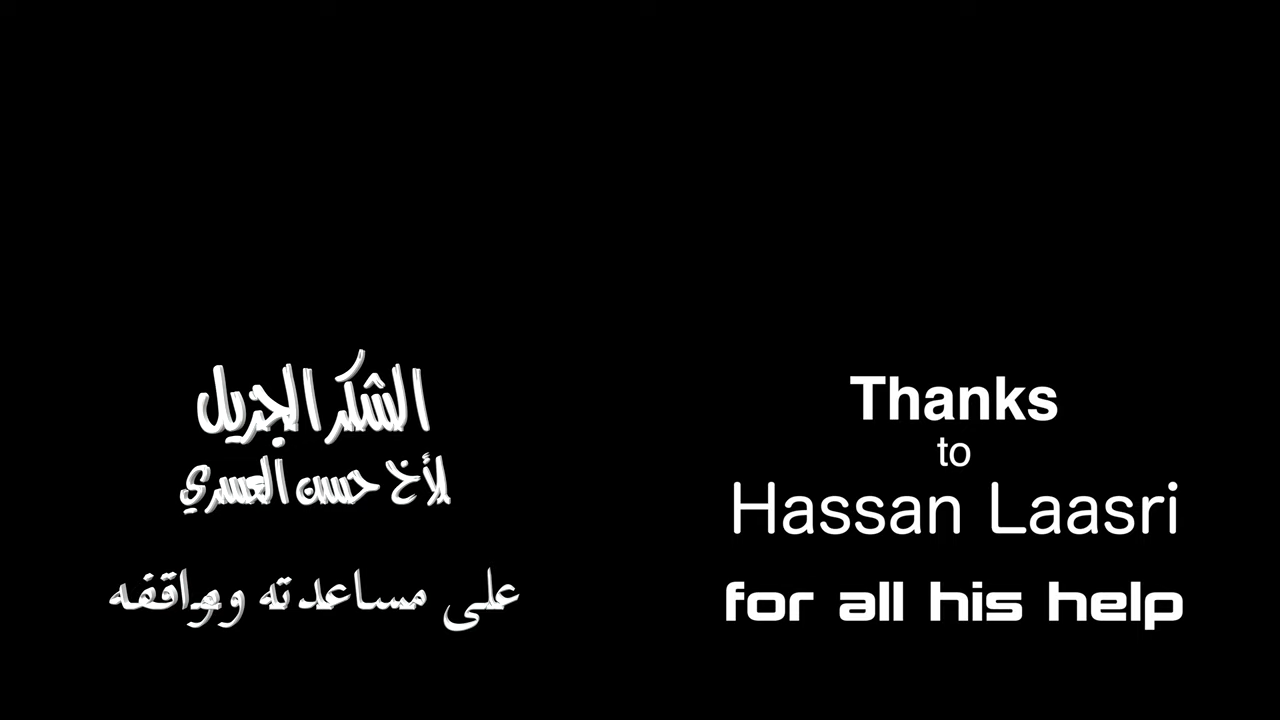 الشكر الجزيل
للأخ حسن العسري
على مساعدته ومواقفه
Thanks
to
Hassan Laasri
for all his help